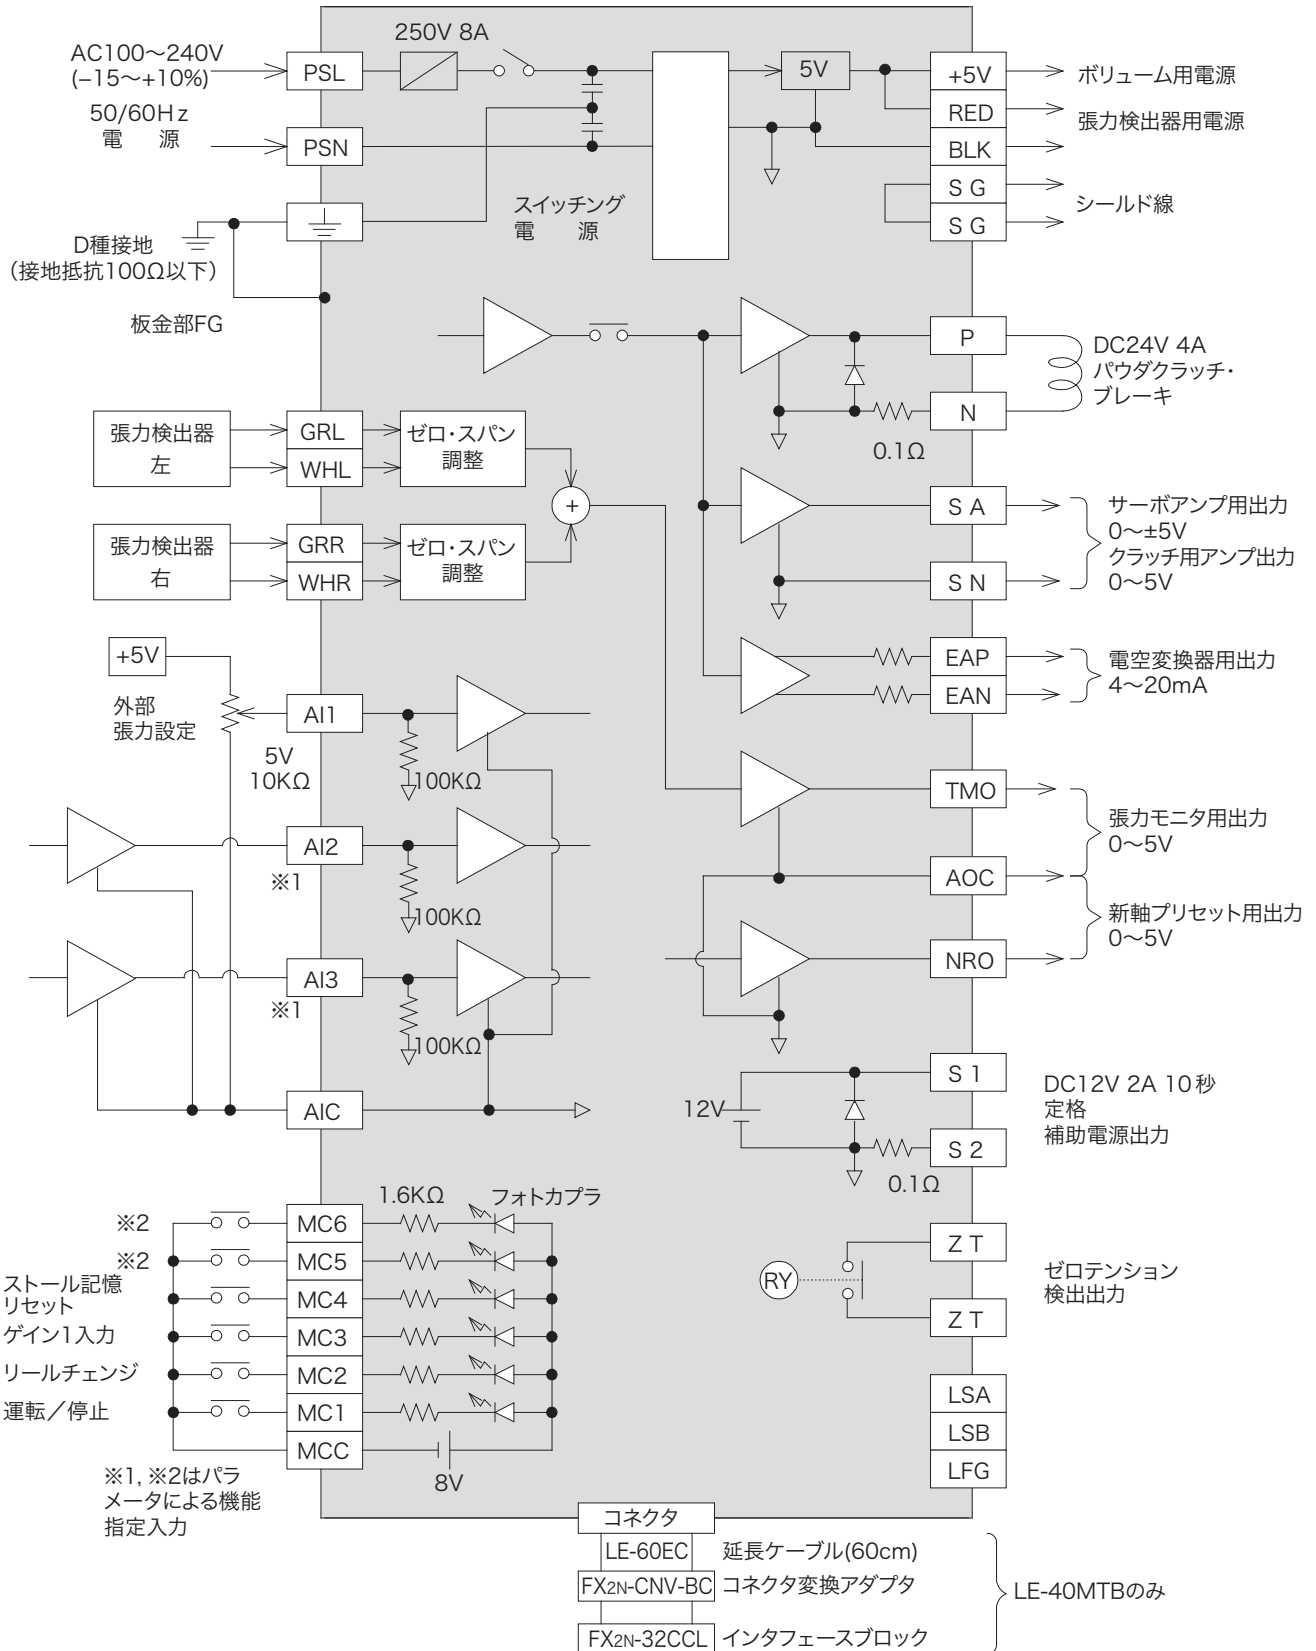 250V 8A
AC100〜240V
(−15〜+10%)
50/60Hz
電　源
PSL
PSN
D種接地
（接地抵抗100Ω以下）
板金部FG
スイッチング
電　源
5V
+5V
RED
BLK
S G
S G
ボリューム用電源
張力検出器用電源
シールド線
P
N
0.1Ω
DC24V 4A
パウダクラッチ・
ブレーキ
張力検出器
左
GRL
WHL
ゼロ・スパン
調整
張力検出器
右
GRR
WHR
ゼロ・スパン
調整
+
S A
S N
サーボアンプ用出力
0〜±5V
クラッチ用アンプ出力
0〜5V
EAP
EAN
電空変換器用出力
4〜20mA
+5V
外部
張力設定
5V
10KΩ
AI1
100KΩ
AI2
※1
100KΩ
AI3
※1
100KΩ
AIC
TMO
AOC
NRO
張力モニタ用出力
0〜5V
新軸プリセット用出力
0〜5V
12V
S 1
S 2
0.1Ω
DC12V 2A 10秒
定格
補助電源出力
1.6KΩ
フォトカプラ
※2
MC6
※2
MC5
ストール記憶
リセット
MC4
ゲイン1入力
MC3
リールチェンジ
MC2
運転／停止
MC1
MCC
8V
※1, ※2はパラ
メータによる機能
指定入力
RY
Z T
Z T
ゼロテンション
検出出力
LSA
LSB
LFG
コネクタ
LE-60EC
延長ケーブル(60cm)
FX2N-CNV-BC
コネクタ変換アダプタ
FX2N-32CCL
インタフェースブロック
LE-40MTBのみ